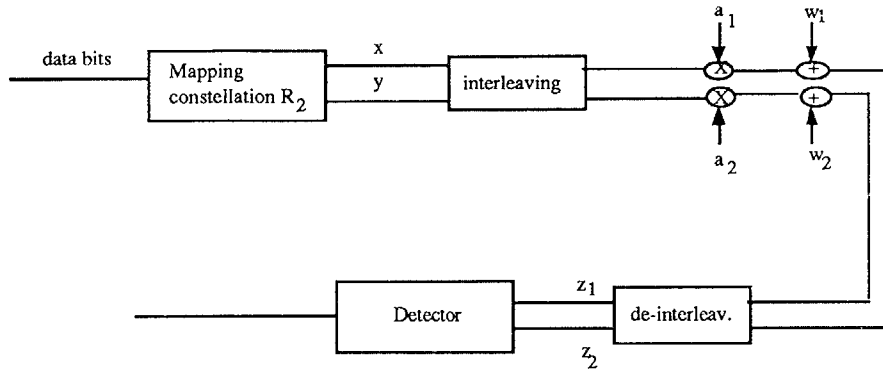 data bits
Mapping
constellation R2
x
y
interleaving
a1
w1
X
+
X
+
a2
w2
Detector
z1
z2
de-interleav.